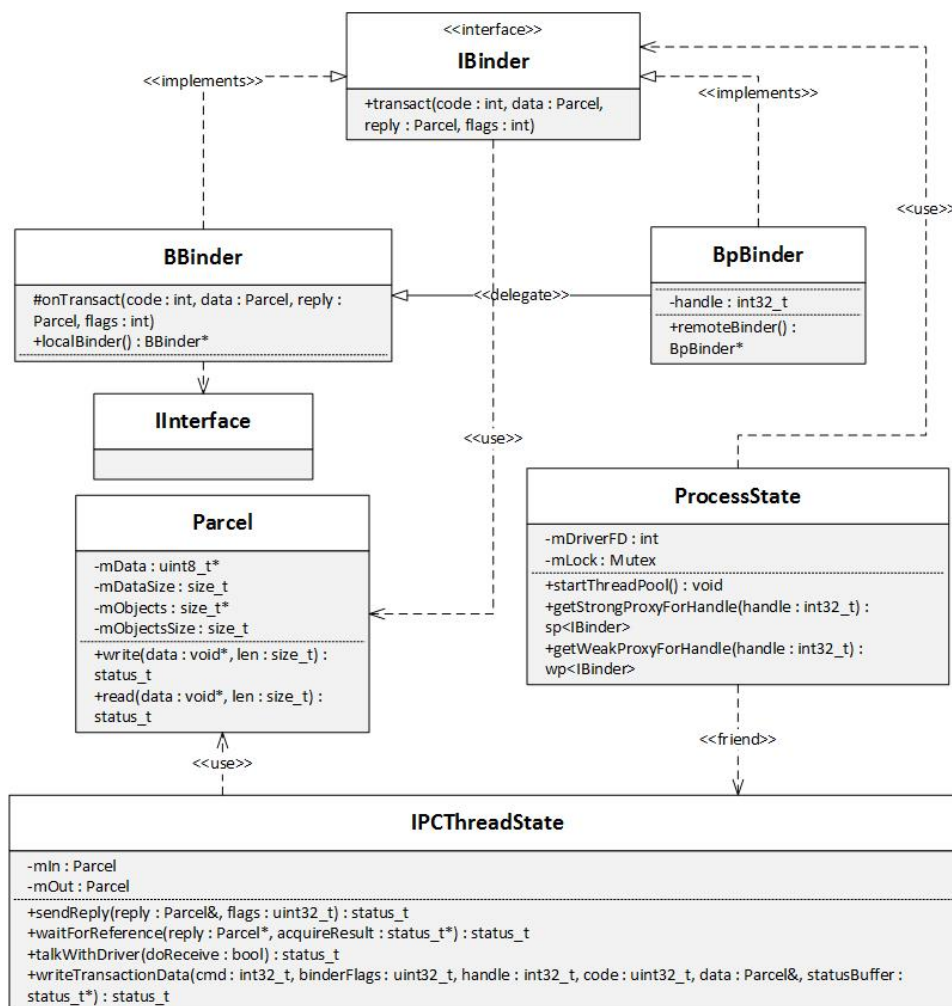 <<interface>>
IBinder
+transact(code : int, data : Parcel,
reply : Parcel, flags : int)
<<implements>>
<<implements>>
<<use>>
BBinder
#onTransact(code : int, data : Parcel, reply :
Parcel, flags : int)
+localBinder() : BBinder*
<<delegate>>
BpBinder
-handle : int32_t
+remoteBinder() :
BpBinder*
IInterface
<<use>>
Parcel
-mData : uint8_t*
-mDataSize : size_t
-mObjects : size_t*
-mObjectsSize : size_t
+write(data : void*, len : size_t) :
status_t
+read(data : void*, len : size_t) :
status_t
ProcessState
-mDriverFD : int
-mLock : Mutex
+startThreadPool() : void
+getStrongProxyForHandle(handle : int32_t) :
sp<IBinder>
+getWeakProxyForHandle(handle : int32_t) :
wp<IBinder>
<<use>>
<<friend>>
IPCThreadState
-mIn : Parcel
-mOut : Parcel
+sendReply(reply : Parcel&, flags : uint32_t) : status_t
+waitForReference(reply : Parcel*, acquireResult : status_t*) : status_t
+talkWithDriver(doReceive : bool) : status_t
+writeTransactionData(cmd : int32_t, binderFlags : uint32_t, handle : int32_t, code : uint32_t, data : Parcel&, statusBuffer :
status_t*) : status_t